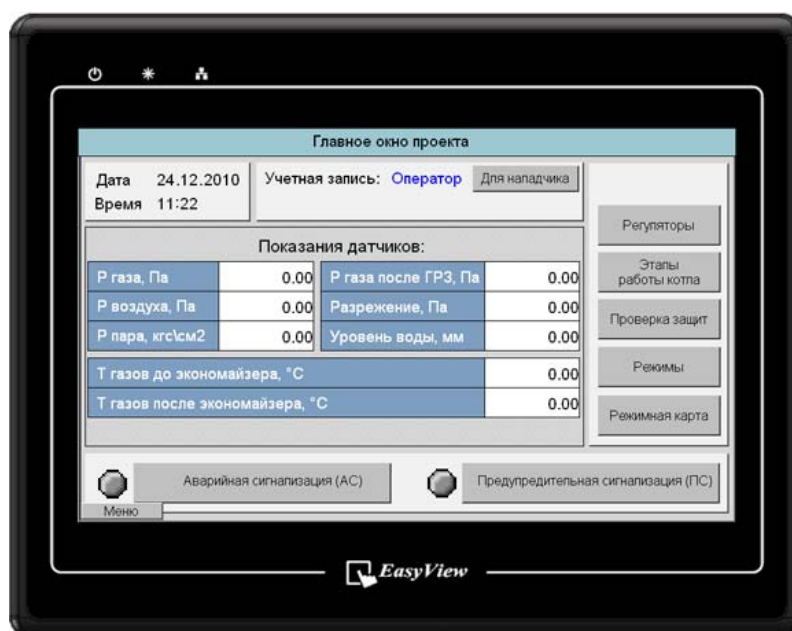 Главное окно проекта
Дата 24.12.2010
Время 11:22
Учетная запись: Оператор Для наладчика
Показания датчиков:
Р газа, Па 0.00 Р газа после ГРЗ, Па 0.00
Р воздуха, Па 0.00 Разрежение, Па 0.00
Р пара, кгс\см2 0.00 Уровень воды, мм 0.00
Т газов до экономайзера, °С 0.00
Т газов после экономайзера, °С 0.00
Регуляторы
Этапы
работы котла
Проверка защит
Режимы
Режимная карта
Аварийная сигнализация (АС) Предупредительная сигнализация (ПС)
Меню
EasyView